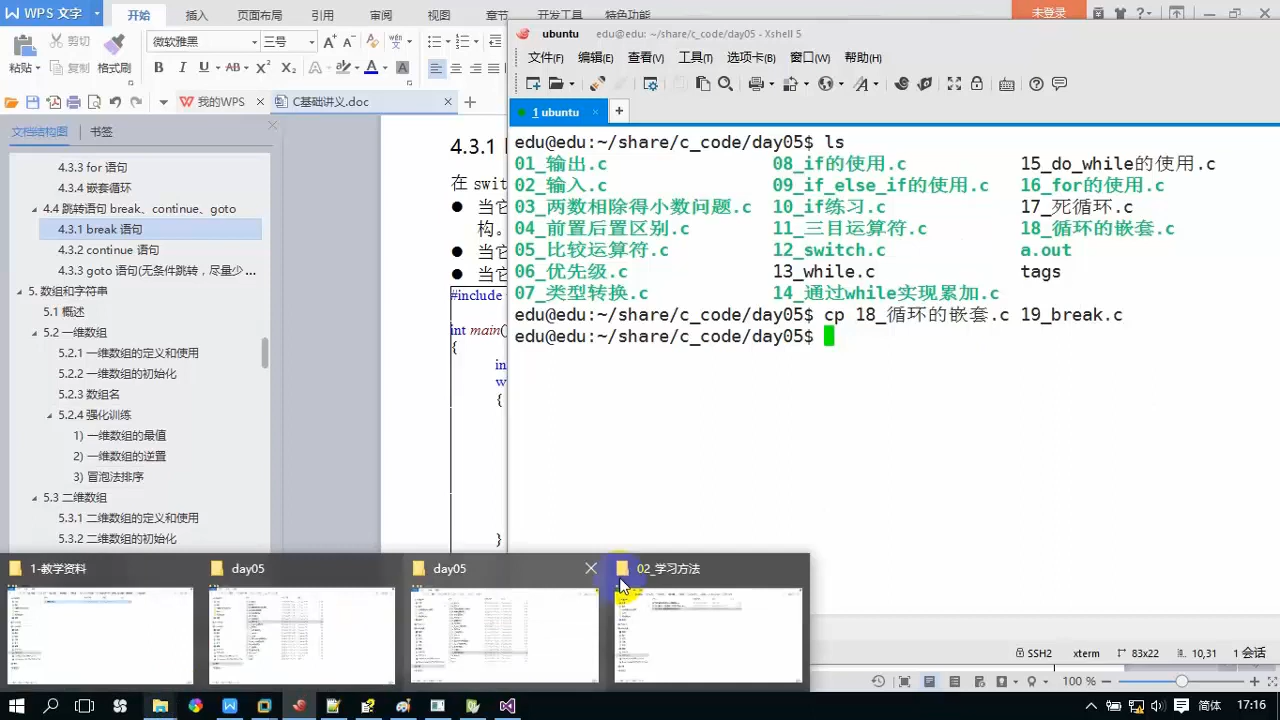 WPS 文字
开始 插入 页面布局 引用 审阅 视图 章节 开发工具 特色功能
未登录
剪切
微软雅黑 三号
粘贴 复制 格式刷
B I U AB X² X₂ A
我的WPS
C基础讲义.doc
文档结构图 书签
4.3.3 for 语句
4.3.4 嵌套循环
4.4 跳转语句break、continue、goto
4.4.1 break语句
4.3.2 continue 语句
4.3.3 goto 语句(无条件跳转，尽量少...
5. 数组和字符串
5.1 概述
5.2 一维数组
5.2.1 一维数组的定义和使用
5.2.2 一维数组的初始化
5.2.3 数组名
5.2.4 强化训练
1) 一维数组的最值
2) 一维数组的逆置
3) 冒泡法排序
5.3 二维数组
5.3.1 二维数组的定义和使用
5.3.2 二维数组的初始化
4.3.1
在 swit
● 当它
构。
● 当它
● 当它
#include
int main()
{
in
w
{
}
ubuntu edu@edu: ~/share/c_code/day05 - Xshell 5
文件(F) 编辑(E) 查看(V) 工具(T) 选项卡(B) 窗口(W) 帮助(H)
1 ubuntu × +
edu@edu:~/share/c_code/day05$ ls
01_输出.c 08_if的使用.c 15_do_while的使用.c
02_输入.c 09_if_else_if的使用.c 16_for的使用.c
03_两数相除得小数问题.c 10_if练习.c 17_死循环.c
04_前置后置区别.c 11_三目运算符.c 18_循环的嵌套.c
05_比较运算符.c 12_switch.c a.out
06_优先级.c 13_while.c tags
07_类型转换.c 14_通过while实现累加.c
edu@edu:~/share/c_code/day05$ cp 18_循环的嵌套.c 19_break.c
edu@edu:~/share/c_code/day05$
1-教学资料 day05 day05 02_学习方法
SSH2 xterm 83x2 10,31 1 会话
100 %
简体 17:16